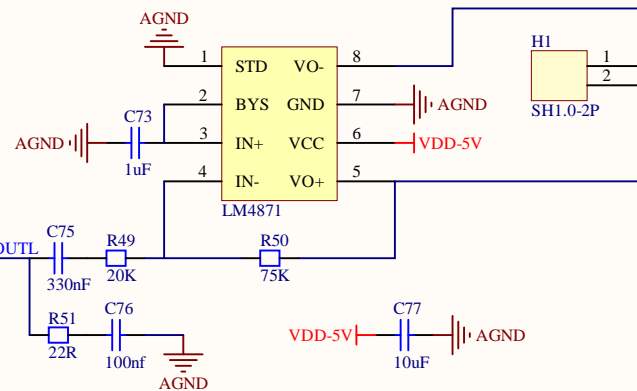 AGND
H1
1
STD
VO-
8
1
2
2
BYS
GND
7
AGND
SH1.0-2P
C73
AGND
3
IN+
VCC
6
VDD-5V
1uF
4
IN-
VO+
5
LM4871
OUTL
C75
R49
R50
330nF
20K
75K
R51
C76
C77
VDD-5V
AGND
22R
100nf
10uF
AGND